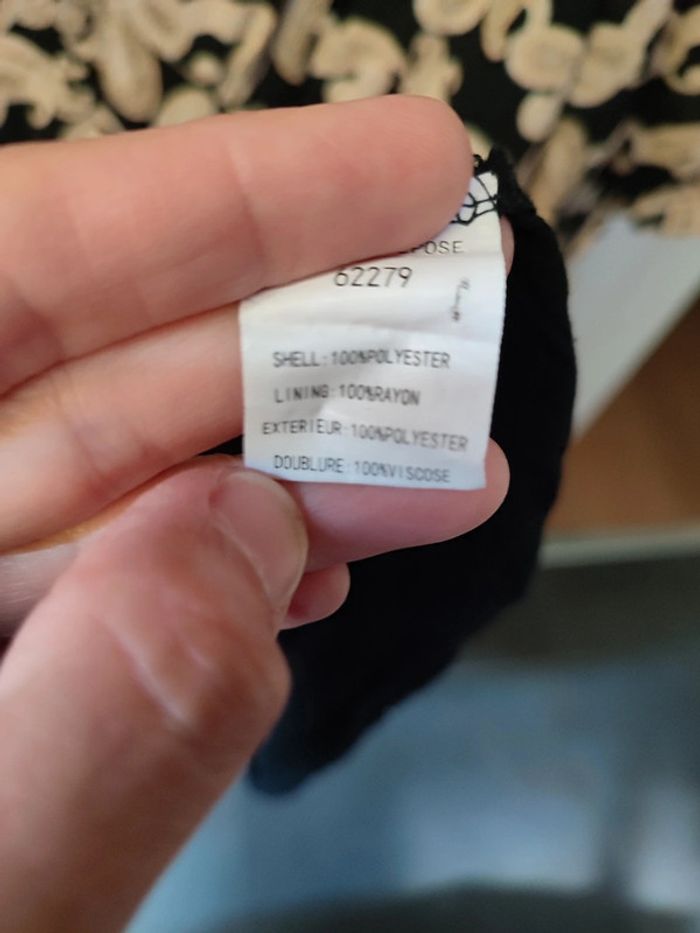 62279
SHELL:100%POLYESTER
LINING:100%RAYON
EXTERIEUR:100%POLYESTER
DOUBLURE:100%VISCOSE